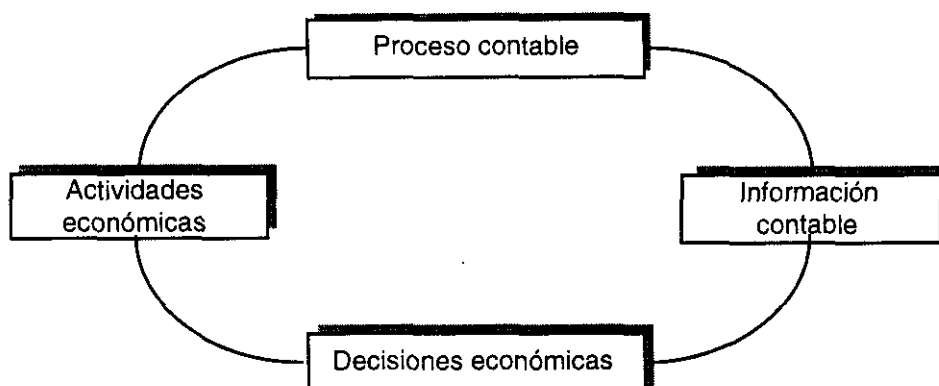 Proceso contable
Actividades
económicas
Información
contable
Decisiones económicas